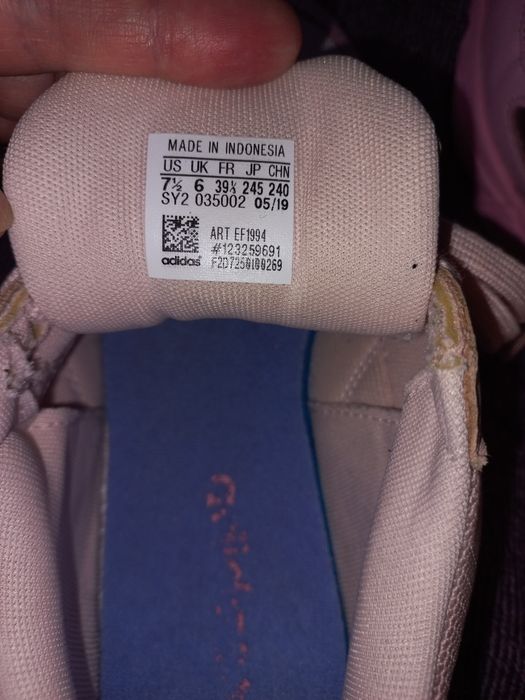 MADE IN INDONESIA
US UK FR JP CHN
7½ 6 39⅓ 245 240
SY2 035002 05/19
ART EF1994
#123259691
adidas F2D7250180269